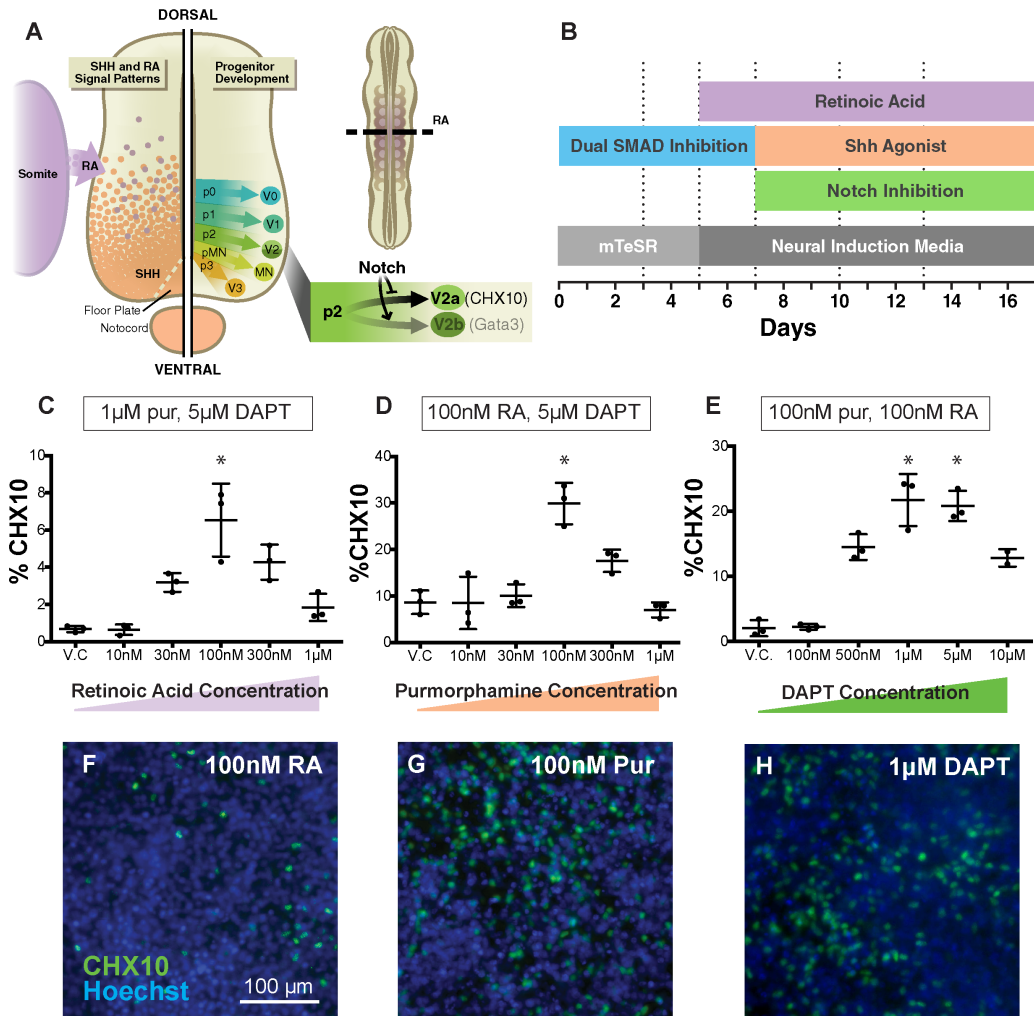 A
DORSAL
SHH and RA
Signal Patterns
Progenitor
Development
Somite
RA
SHH
p0
p1
p2
pMN
p3
V0
V1
V2
MN
V3
Floor Plate
Notocord
VENTRAL
RA
Notch
p2
V2a (CHX10)
V2b (Gata3)
B
Retinoic Acid
Dual SMAD Inhibition
Shh Agonist
Notch Inhibition
mTeSR
Neural Induction Media
0 2 4 6 8 10 12 14 16
Days
C
1µM pur, 5µM DAPT
% CHX10
10
8
6
4
2
0
*
V.C 10nM 30nM 100nM 300nM 1µM
Retinoic Acid Concentration
D
100nM RA, 5µM DAPT
%CHX10
40
30
20
10
0
*
V.C 10nM 30nM 100nM 300nM 1µM
Purmorphamine Concentration
E
100nM pur, 100nM RA
%CHX10
30
20
10
0
* *
V.C. 100nM 500nM 1µM 5µM 10µM
DAPT Concentration
F
100nM RA
CHX10
Hoechst
100 µm
G
100nM Pur
H
1µM DAPT